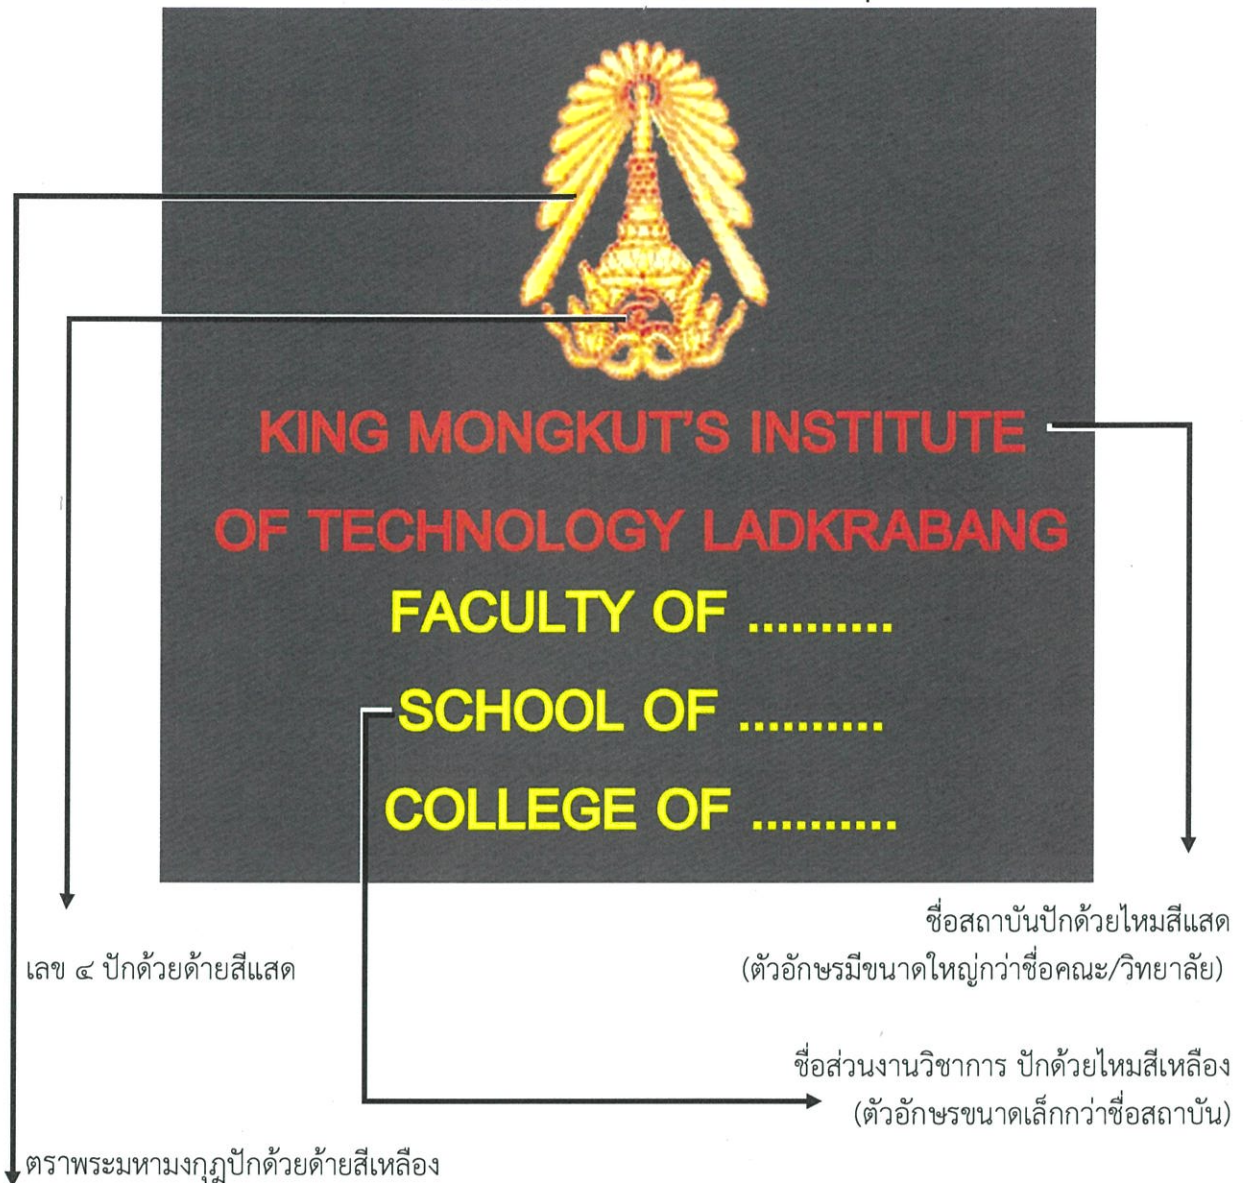 KING MONGKUT'S INSTITUTE
OF TECHNOLOGY LADKRABANG
FACULTY OF ..........
SCHOOL OF ..........
COLLEGE OF ..........
ชื่อสถาบันปักด้วยไหมสีแสด
(ตัวอักษรมีขนาดใหญ่กว่าชื่อคณะ/วิทยาลัย)
เลข ๔ ปักด้วยด้ายสีแสด
ชื่อส่วนงานวิชาการ ปักด้วยไหมสีเหลือง
(ตัวอักษรขนาดเล็กกว่าชื่อสถาบัน)
ตราพระมหามงกุฎปักด้วยด้ายสีเหลือง